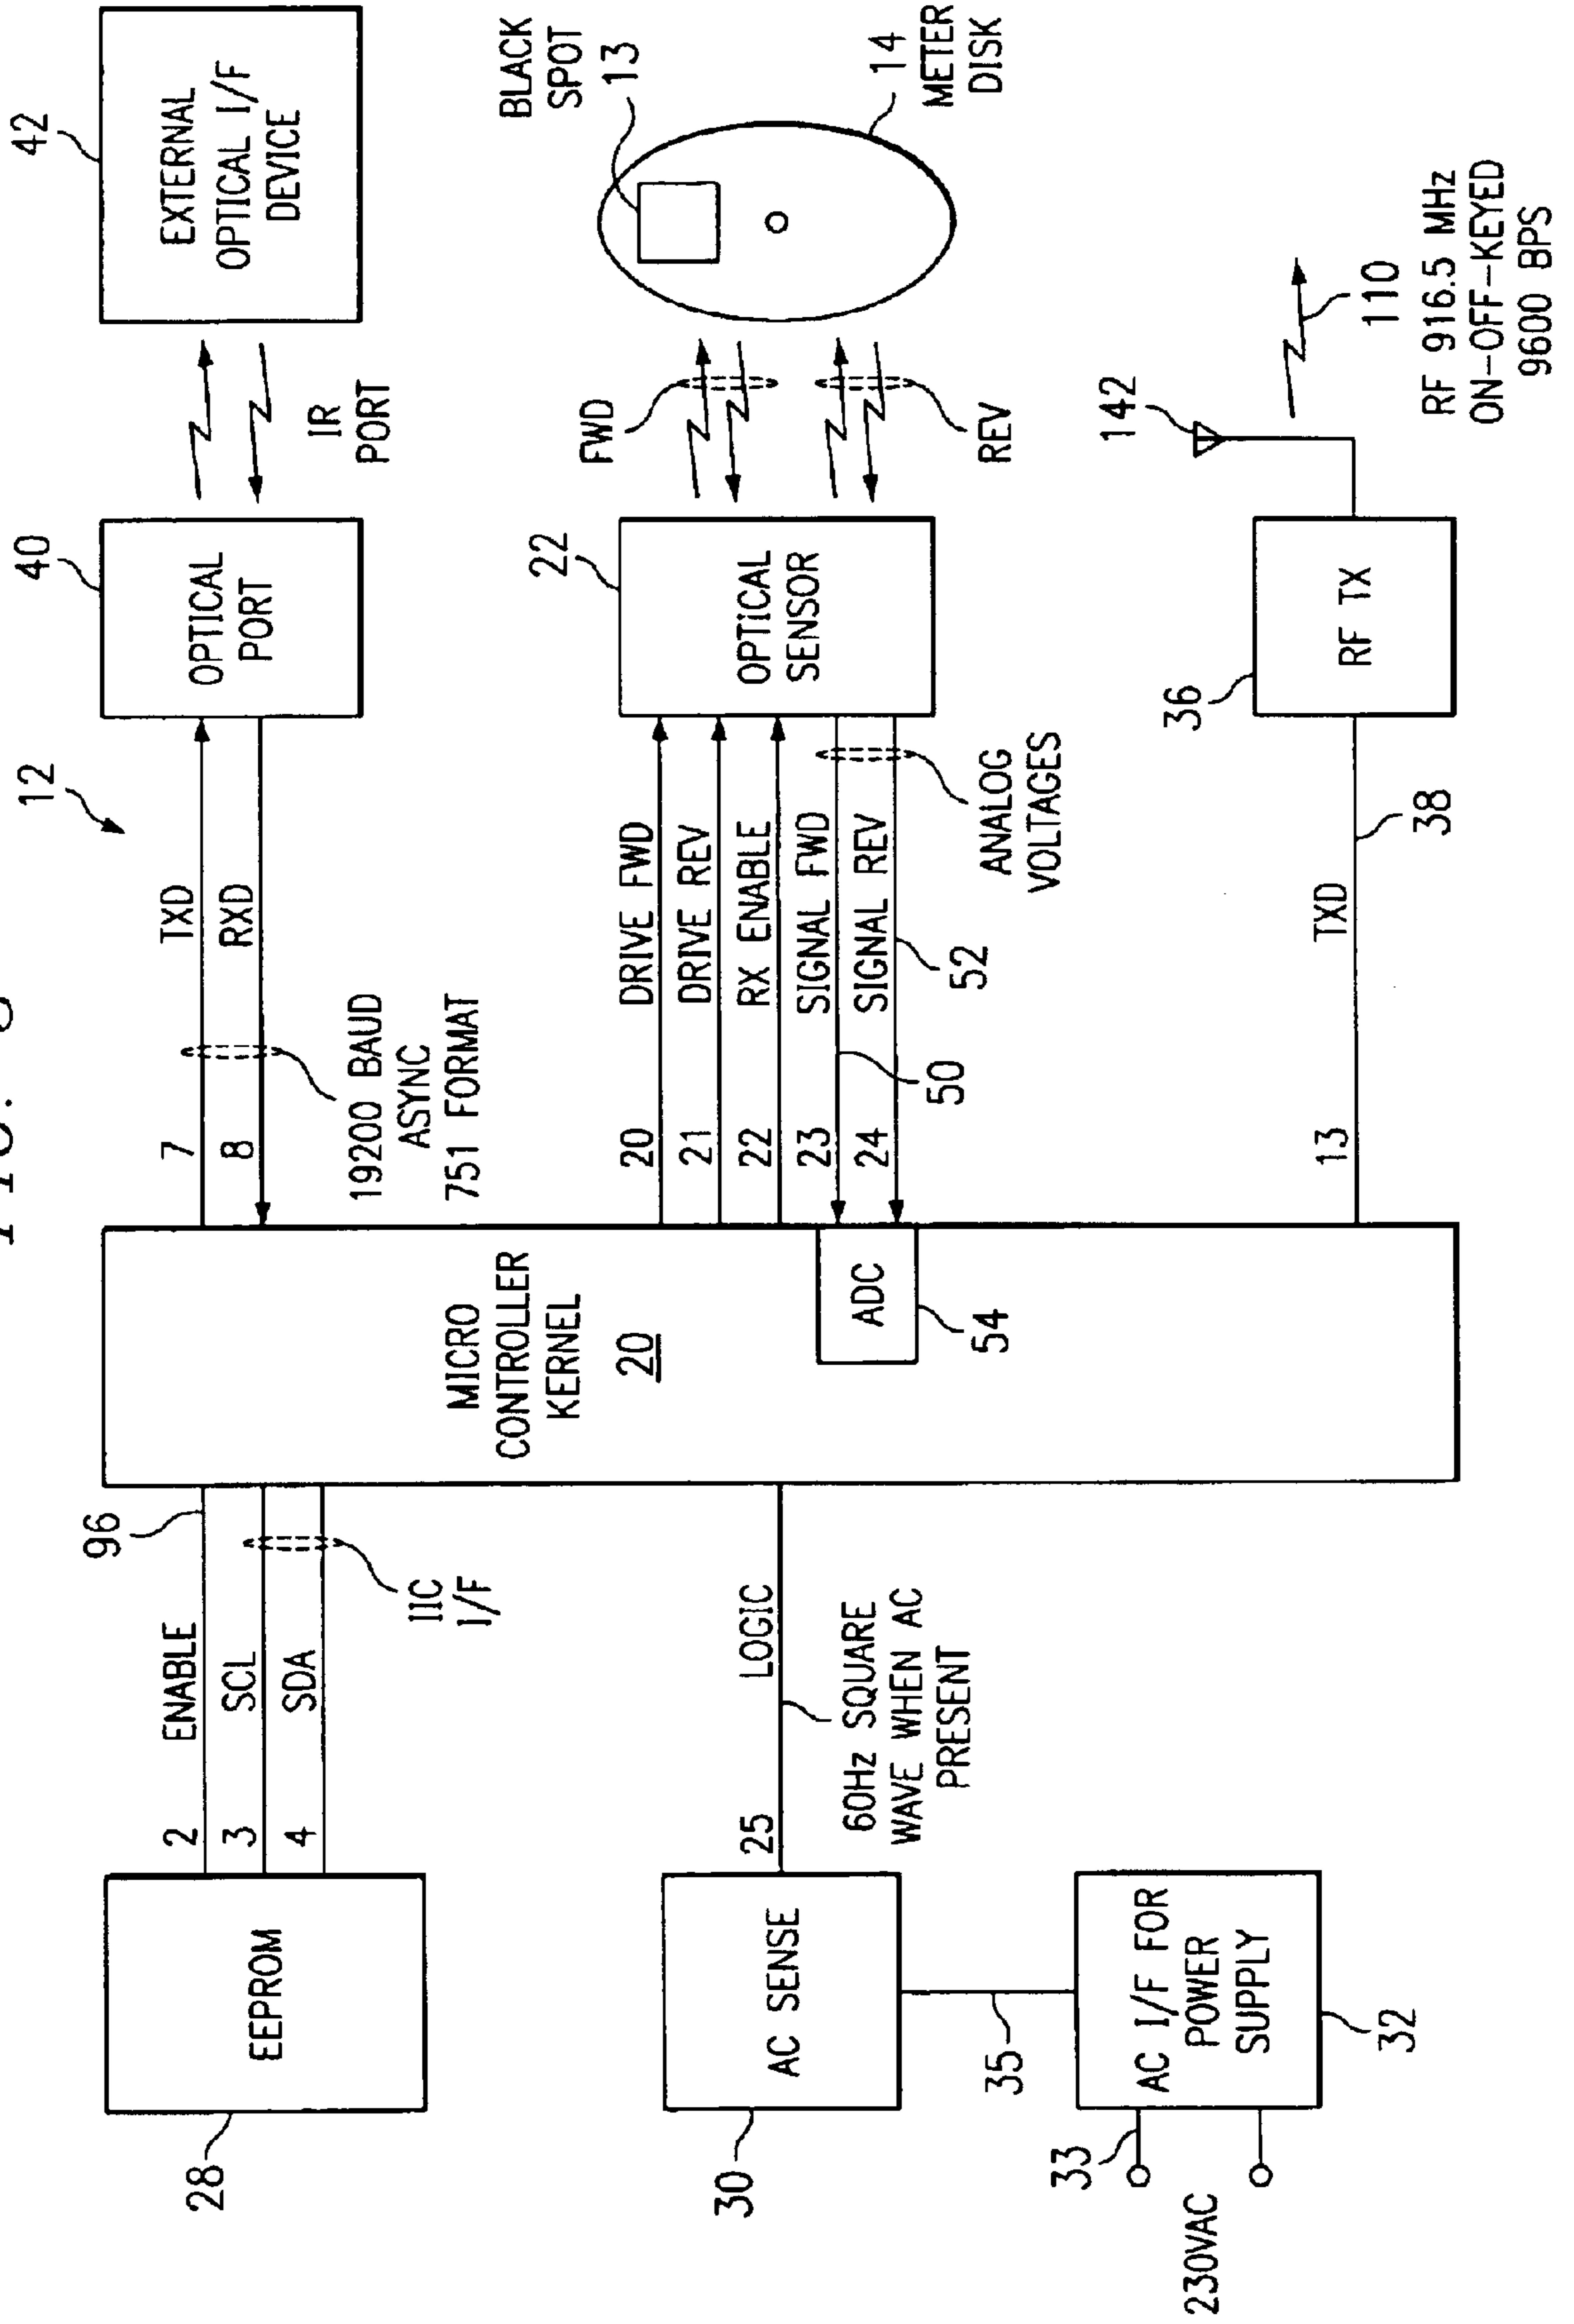 28
EEPROM
2 ENABLE
3 SCL
4 SDA
96
IIC
I/F
MICRO
CONTROLLER
KERNEL
20
7 TXD
8 RXD
19200 BAUD
ASYNC
751 FORMAT
12
40
OPTICAL
PORT
IR
PORT
42
EXTERNAL
OPTICAL I/F
DEVICE
30
AC SENSE
25 LOGIC
60Hz SQUARE
WAVE WHEN AC
PRESENT
35
33
230VAC
AC I/F FOR
POWER
SUPPLY
32
ADC
54
20 DRIVE FWD
21 DRIVE REV
22 RX ENABLE
23 SIGNAL FWD
24 SIGNAL REV
50
52
ANALOG
VOLTAGES
22
OPTICAL
SENSOR
FWD
REV
BLACK
SPOT
13
14
METER
DISK
13 TXD
38
36
RF TX
142
110
RF 916.5 MHz
ON-OFF-KEYED
9600 BPS